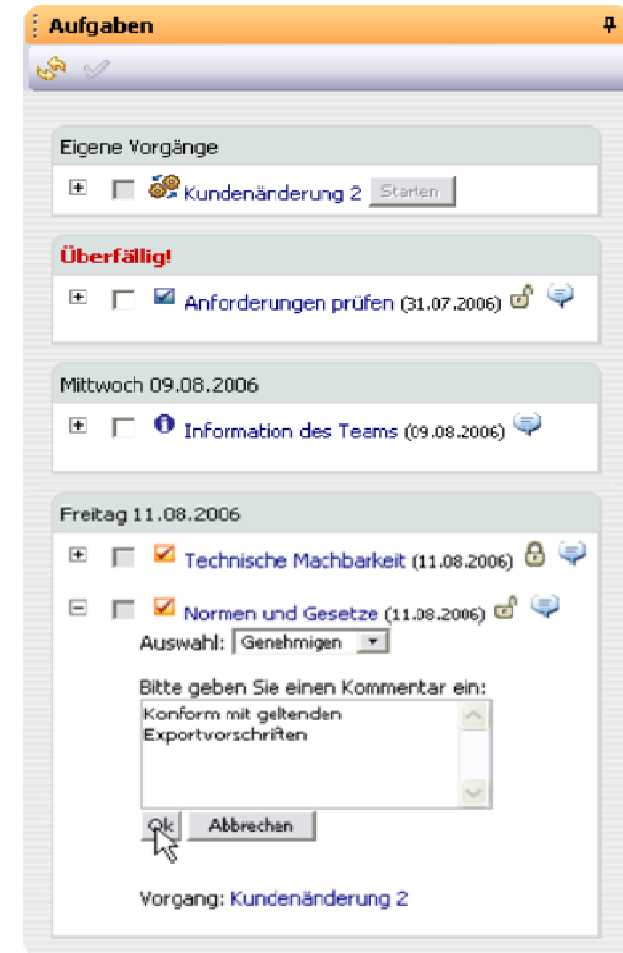 Aufgaben
Eigene Vorgänge
Kundenänderung 2 Starten
Überfällig!
Anforderungen prüfen (31.07.2006)
Mittwoch 09.08.2006
Information des Teams (09.08.2006)
Freitag 11.08.2006
Technische Machbarkeit (11.08.2006)
Normen und Gesetze (11.08.2006)
Auswahl: Genehmigen
Bitte geben Sie einen Kommentar ein:
Konform mit geltenden
Exportvorschriften
Ok Abbrechen
Vorgang: Kundenänderung 2